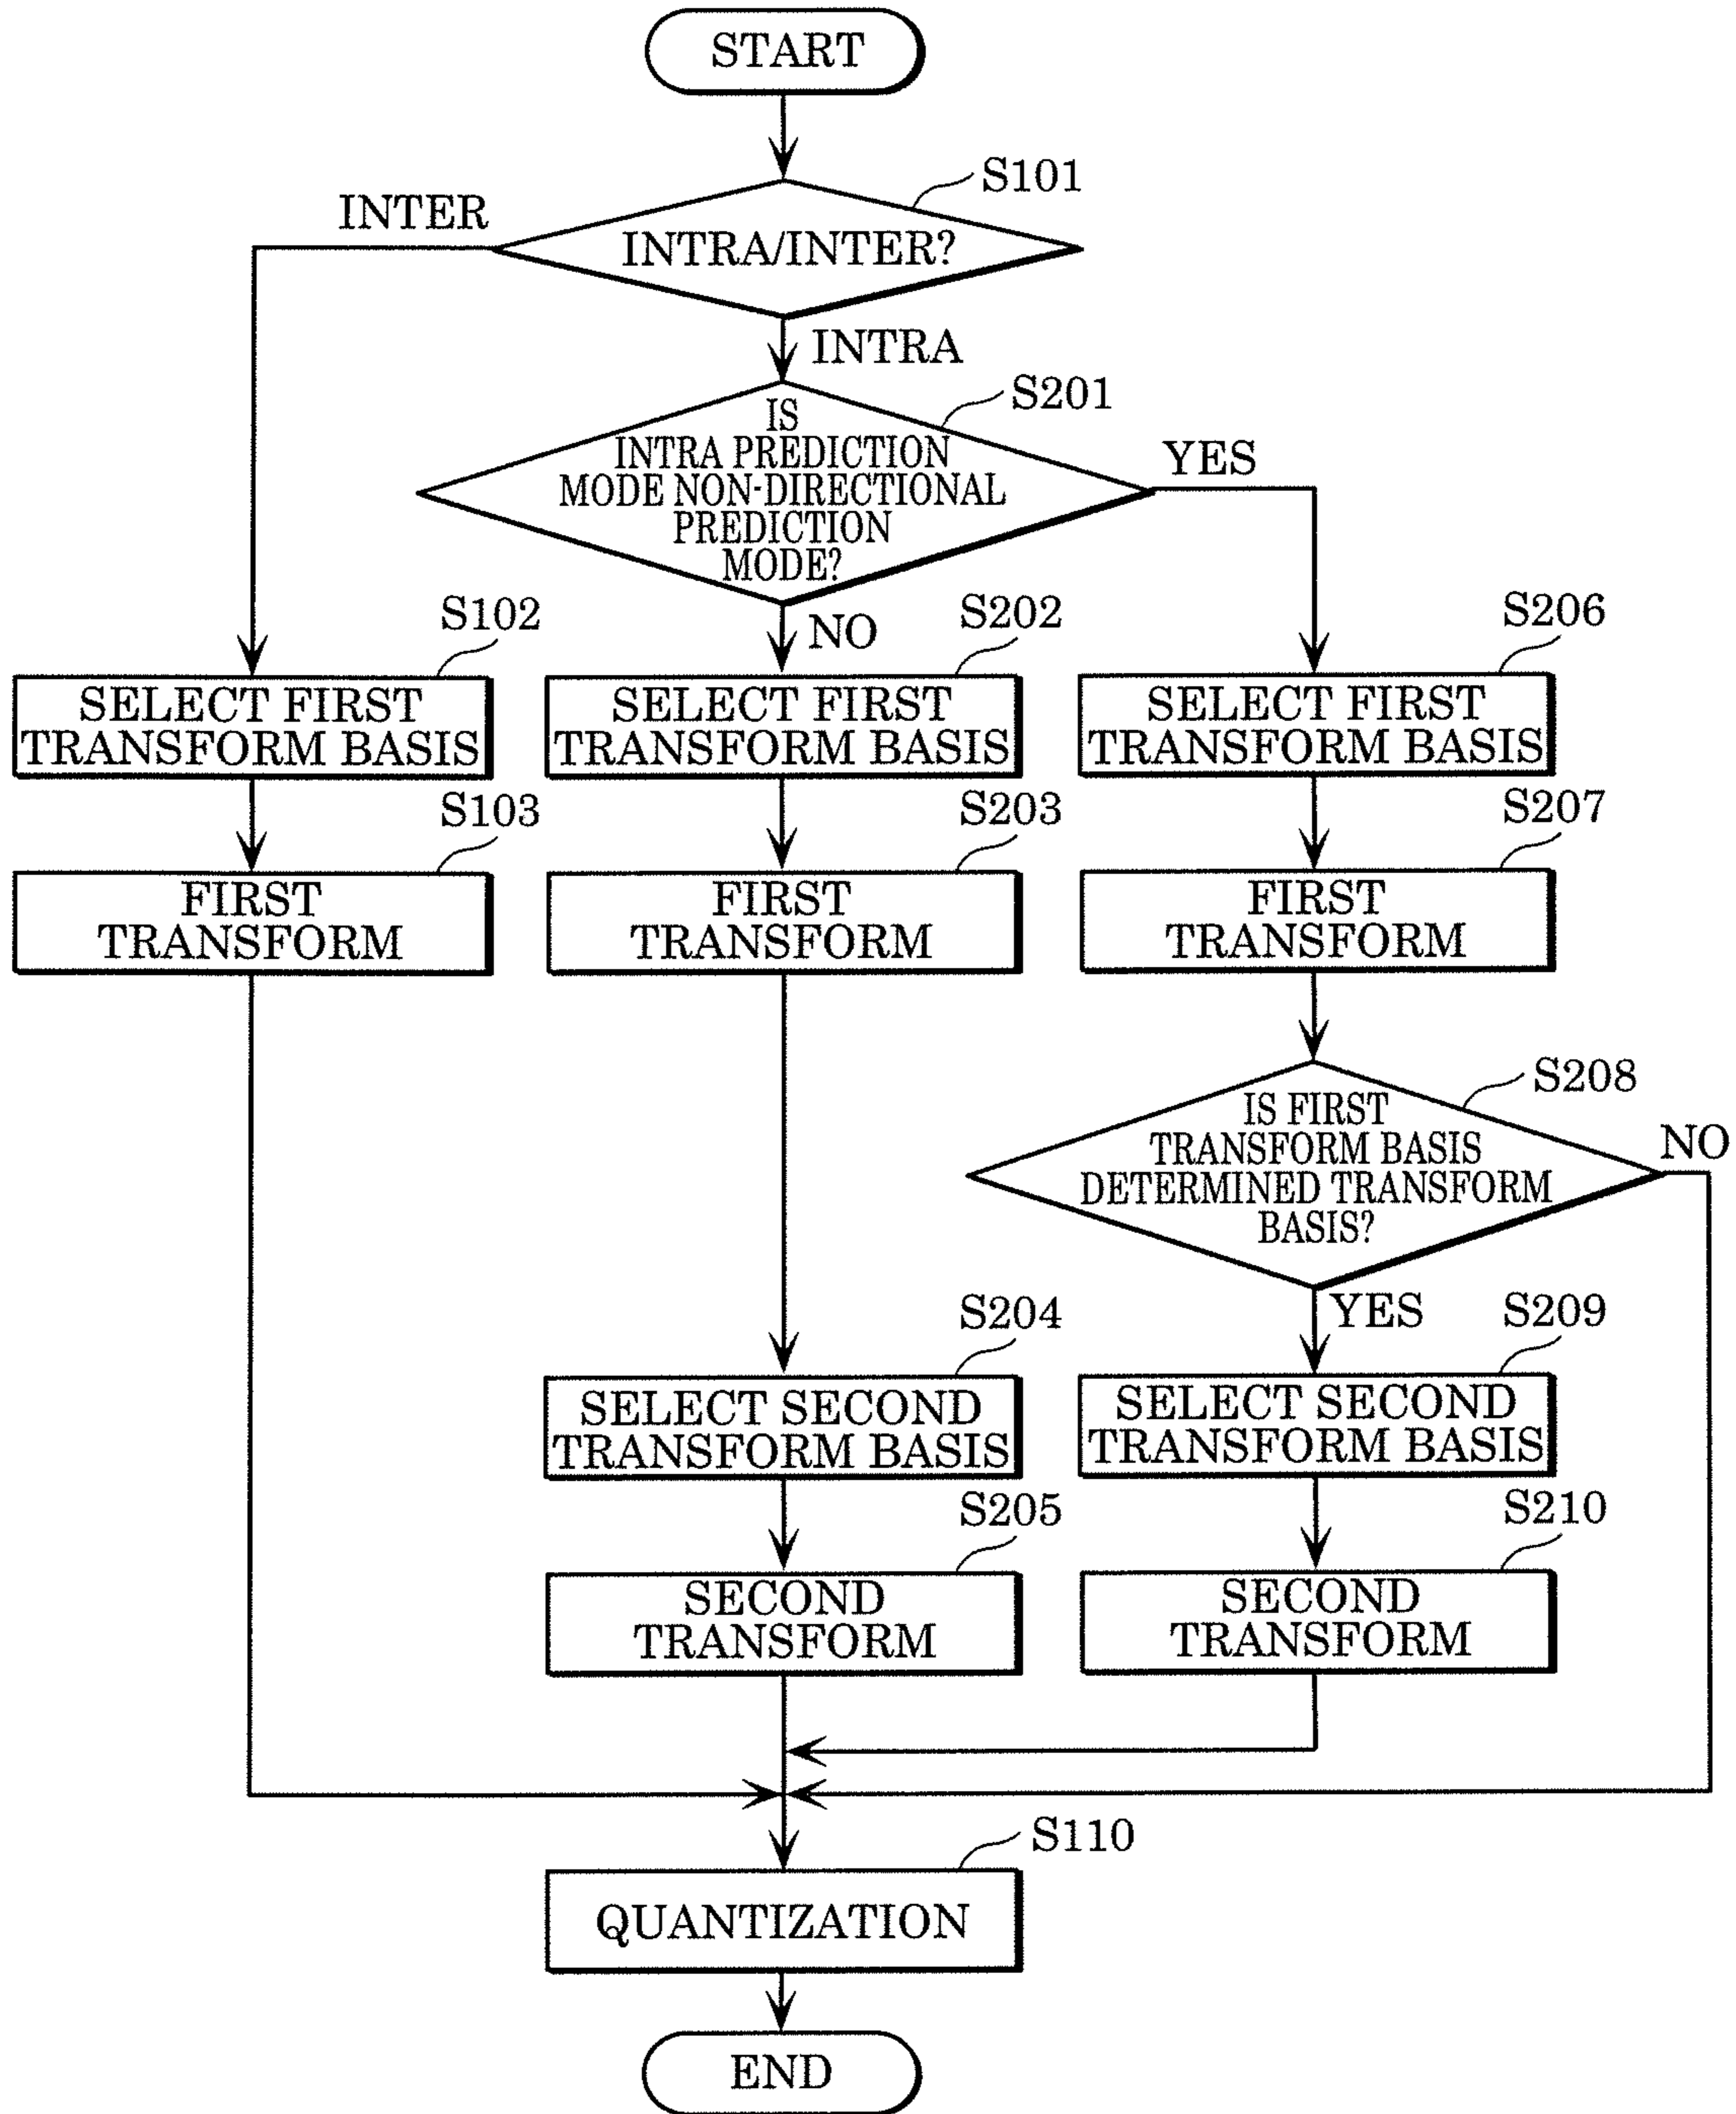 START
S101
INTER
INTRA/INTER?
INTRA
S201
IS
INTRA PREDICTION
MODE NON-DIRECTIONAL
PREDICTION
MODE?
YES
NO
S102
SELECT FIRST
TRANSFORM BASIS
S202
SELECT FIRST
TRANSFORM BASIS
S206
SELECT FIRST
TRANSFORM BASIS
S103
FIRST
TRANSFORM
S203
FIRST
TRANSFORM
S207
FIRST
TRANSFORM
S208
IS FIRST
TRANSFORM BASIS
DETERMINED TRANSFORM
BASIS?
NO
YES
S204
SELECT SECOND
TRANSFORM BASIS
S209
SELECT SECOND
TRANSFORM BASIS
S205
SECOND
TRANSFORM
S210
SECOND
TRANSFORM
S110
QUANTIZATION
END